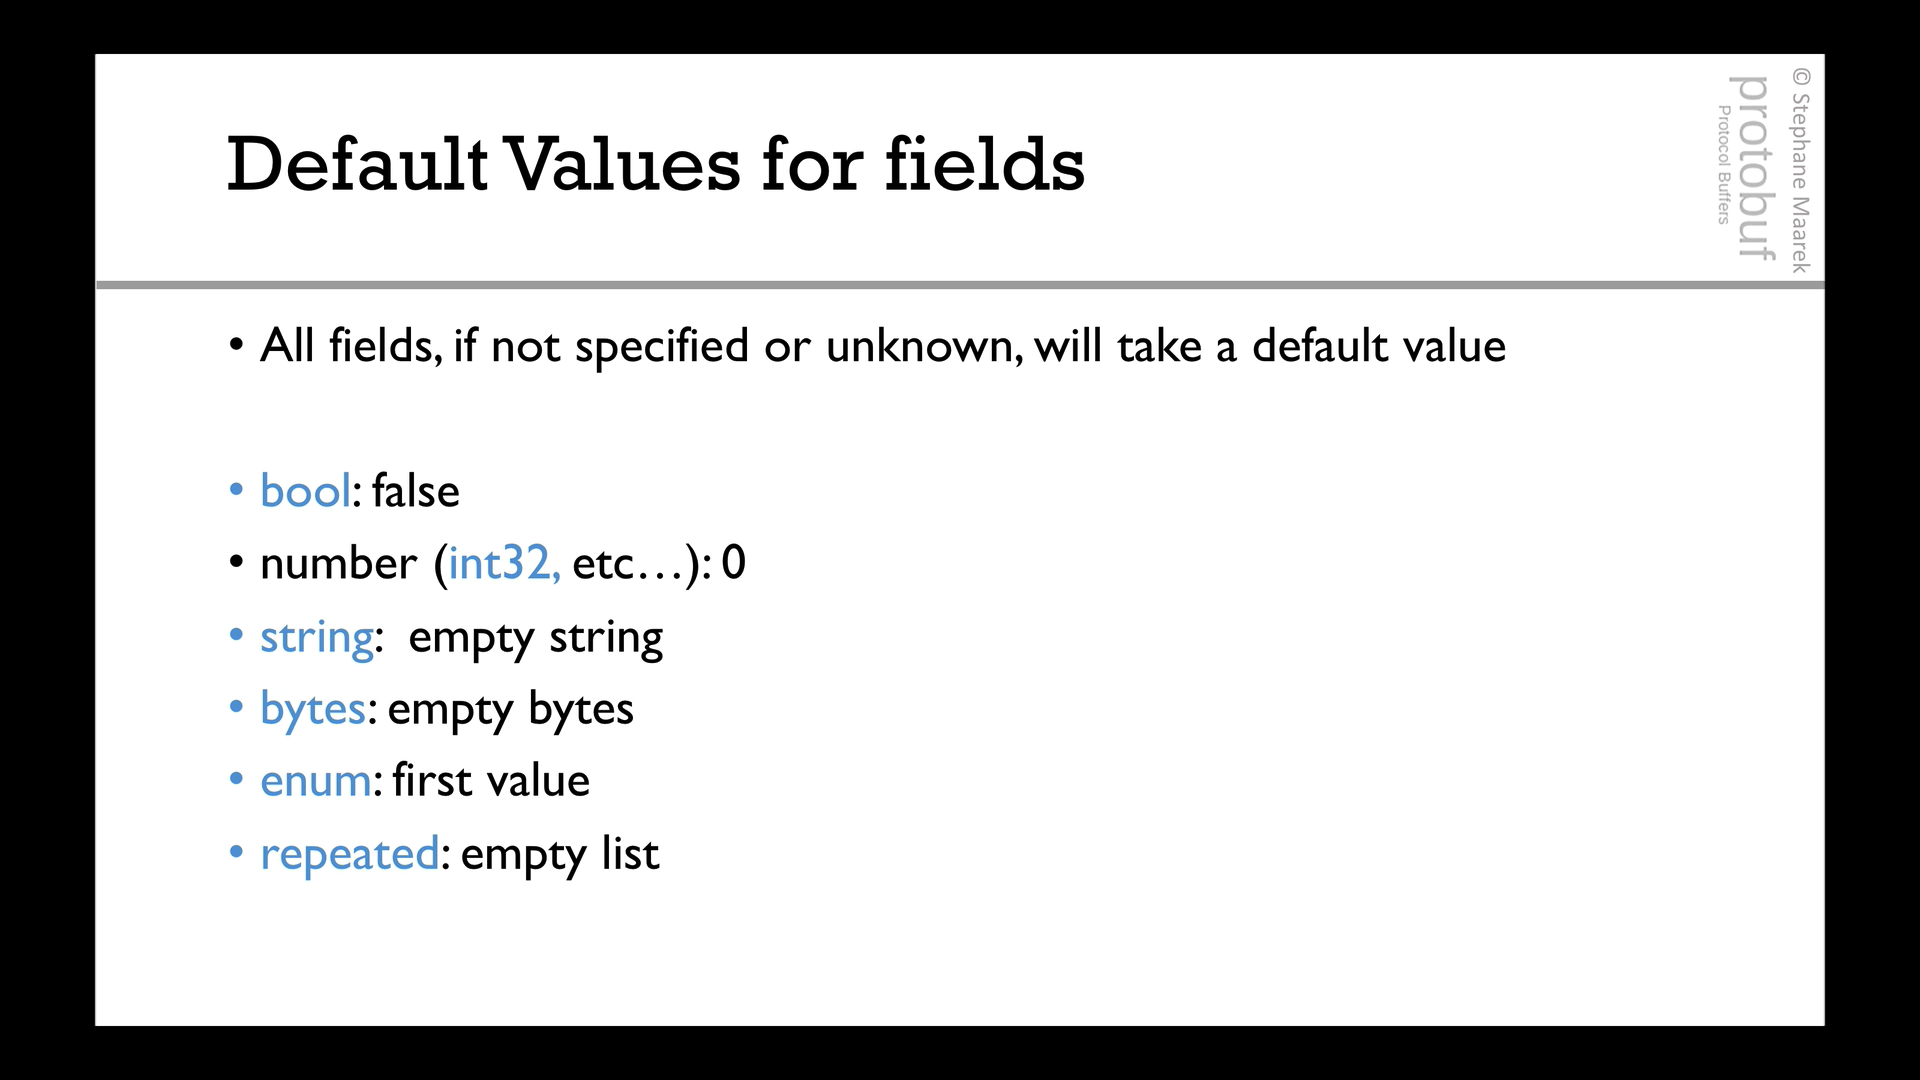 Default Values for fields
© Stephane Maarek
protobuf
Protocol Buffers
• All fields, if not specified or unknown, will take a default value
• bool: false
• number (int32, etc…): 0
• string:  empty string
• bytes: empty bytes
• enum: first value
• repeated: empty list